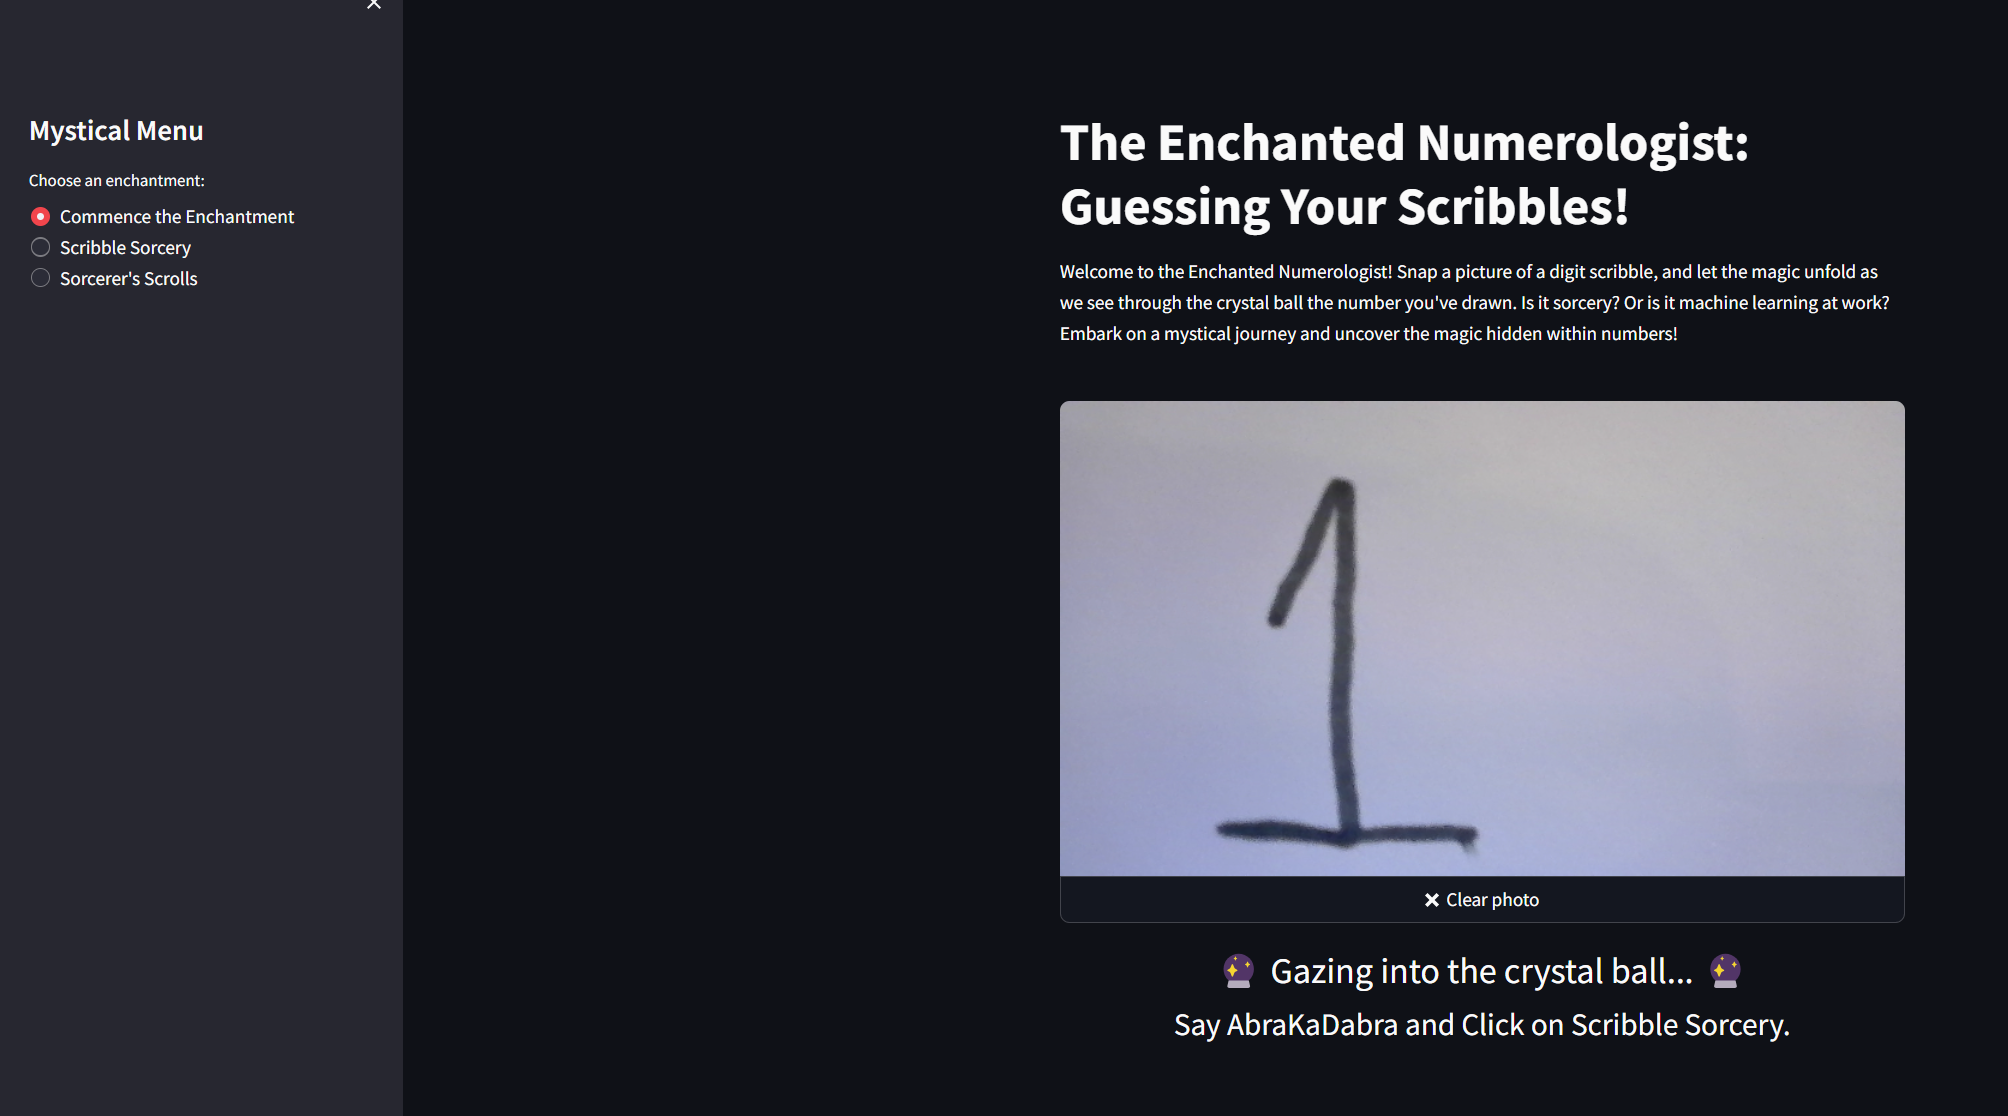 Mystical Menu
Choose an enchantment:
Commence the Enchantment
Scribble Sorcery
Sorcerer's Scrolls
The Enchanted Numerologist:
Guessing Your Scribbles!
Welcome to the Enchanted Numerologist! Snap a picture of a digit scribble, and let the magic unfold as
we see through the crystal ball the number you've drawn. Is it sorcery? Or is it machine learning at work?
Embark on a mystical journey and uncover the magic hidden within numbers!
1
Clear photo
Gazing into the crystal ball...
Say AbraKaDabra and Click on Scribble Sorcery.